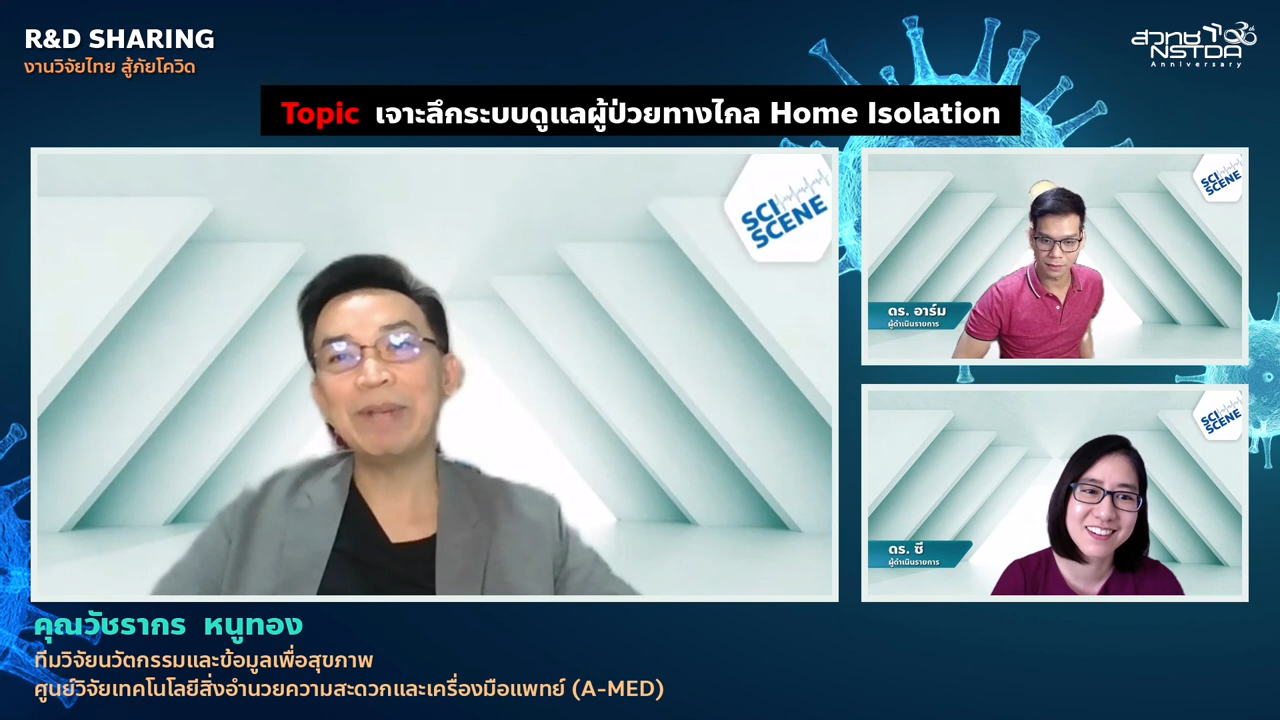 R&D SHARING
งานวิจัยไทย สู้ภัยโควิด
สวทช 30th
NSTDA
Anniversary
Topic เจาะลึกระบบดูแลผู้ป่วยทางไกล Home Isolation
SCI
SCENE
SCI
SCENE
ดร. อาร์ม
ผู้ดำเนินรายการ
SCI
SCENE
ดร. ซี
ผู้ดำเนินรายการ
คุณวัชรากร หนูทอง
ทีมวิจัยนวัตกรรมและข้อมูลเพื่อสุขภาพ
ศูนย์วิจัยเทคโนโลยีสิ่งอำนวยความสะดวกและเครื่องมือแพทย์ (A-MED)